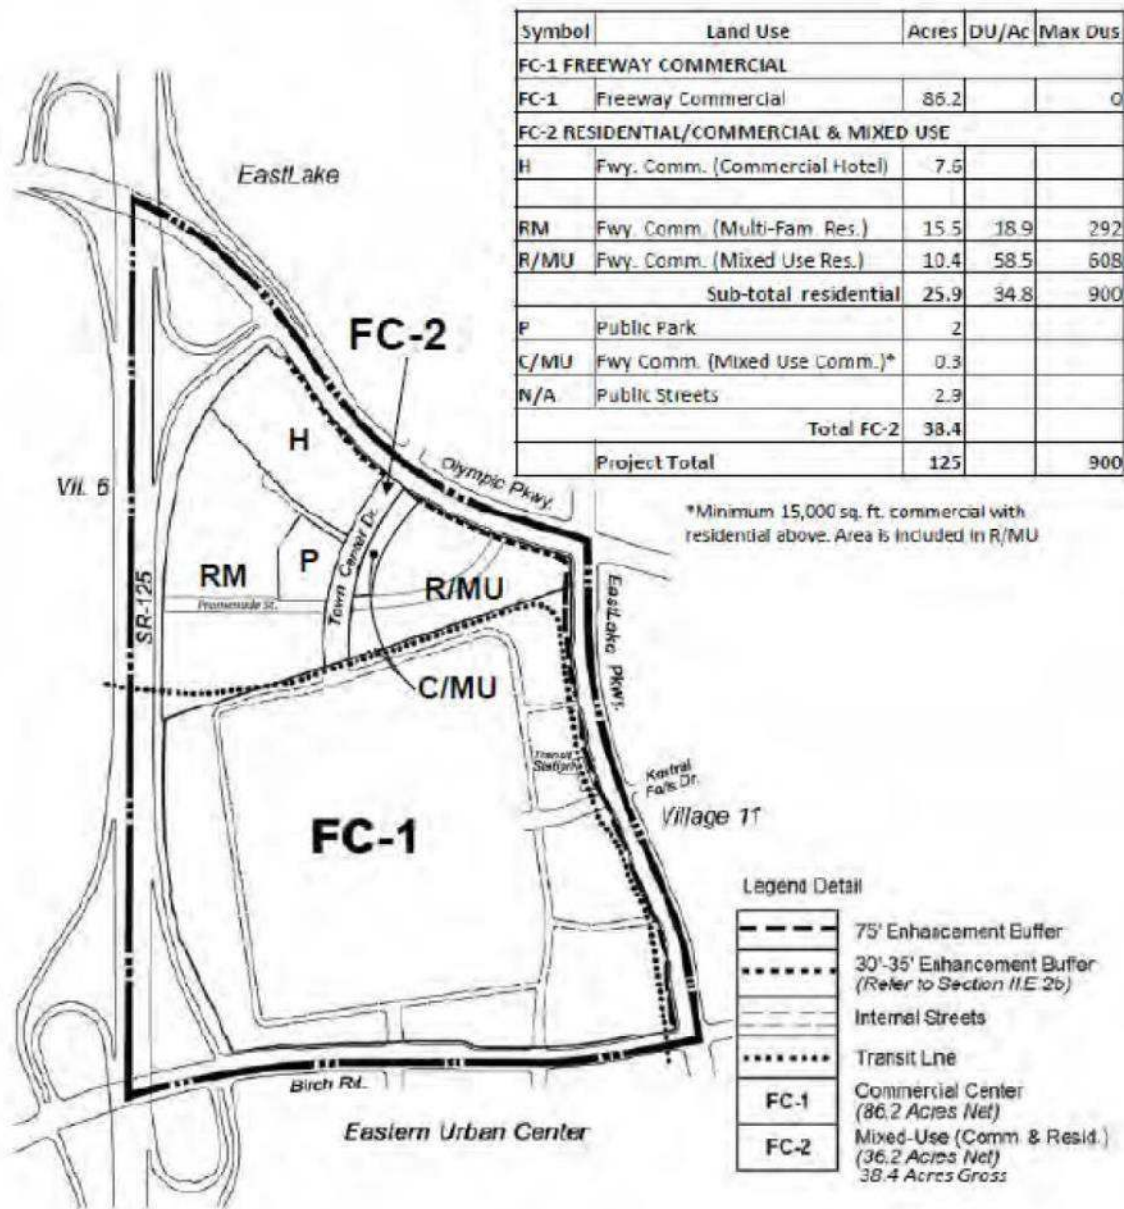 Symbol Land Use Acres DU/Ac Max Dus
FC-1 FREEWAY COMMERCIAL
FC-1 Freeway Commercial 86.2 0
FC-2 RESIDENTIAL/COMMERCIAL & MIXED USE
H Fwy. Comm. (Commercial Hotel) 7.6
RM Fwy. Comm. (Multi-Fam. Res.) 15.5 18.9 292
R/MU Fwy. Comm. (Mixed Use Res.) 10.4 58.5 608
Sub-total residential 25.9 34.8 900
P Public Park 2
C/MU Fwy Comm. (Mixed Use Comm.)* 0.3
N/A Public Streets 2.9
Total FC-2 38.4
Project Total 125 900
*Minimum 15,000 sq. ft. commercial with
residential above. Area is included in R/MU
EastLake
FC-2
H
Olympic Pkwy.
Vil. 6
Town Center Dr.
P
RM
R/MU
Promenade St.
SR-125
EastLake Pkwy.
C/MU
Transit
Station
Kestral
Falls Dr.
Village 11
FC-1
Birch Rd.
Eastern Urban Center
Legend Detail
75' Enhancement Buffer
30'-35' Enhancement Buffer
(Refer to Section II.E 2b)
Internal Streets
Transit Line
FC-1 Commercial Center
(86.2 Acres Net)
FC-2 Mixed-Use (Comm. & Resid.)
(36.2 Acres Net)
38.4 Acres Gross